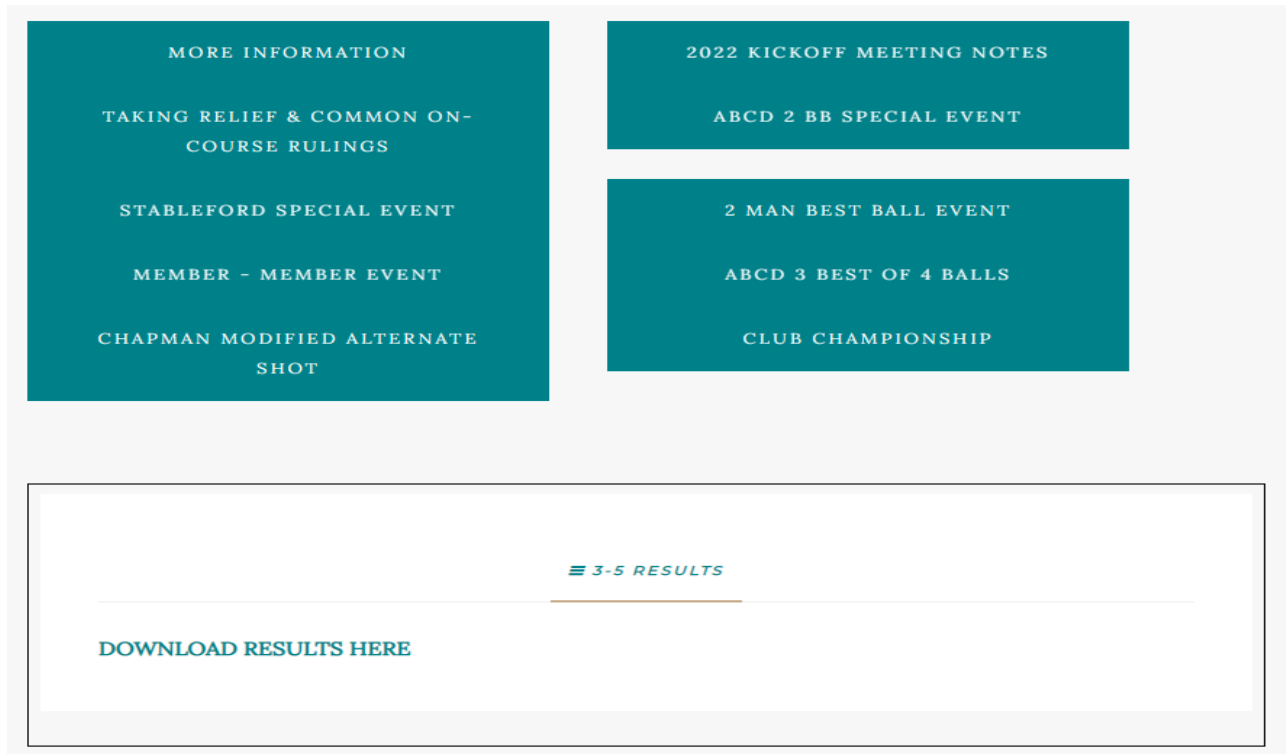 MORE INFORMATION
TAKING RELIEF & COMMON ON-
COURSE RULINGS
STABLEFORD SPECIAL EVENT
MEMBER - MEMBER EVENT
CHAPMAN MODIFIED ALTERNATE
SHOT
2022 KICKOFF MEETING NOTES
ABCD 2 BB SPECIAL EVENT
2 MAN BEST BALL EVENT
ABCD 3 BEST OF 4 BALLS
CLUB CHAMPIONSHIP
3-5 RESULTS
DOWNLOAD RESULTS HERE